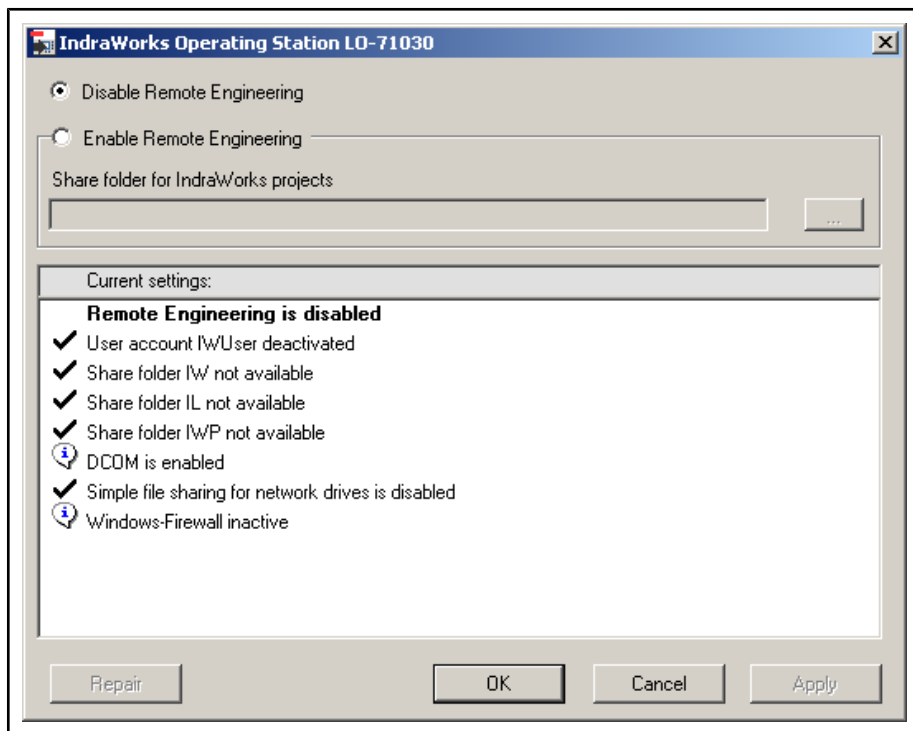 IndraWorks Operating Station LO-71030
Disable Remote Engineering
Enable Remote Engineering
Share folder for IndraWorks projects
...
Current settings:
Remote Engineering is disabled
User account IWUser deactivated
Share folder IW not available
Share folder IL not available
Share folder IWP not available
DCOM is enabled
Simple file sharing for network drives is disabled
Windows-Firewall inactive
Repair OK Cancel Apply